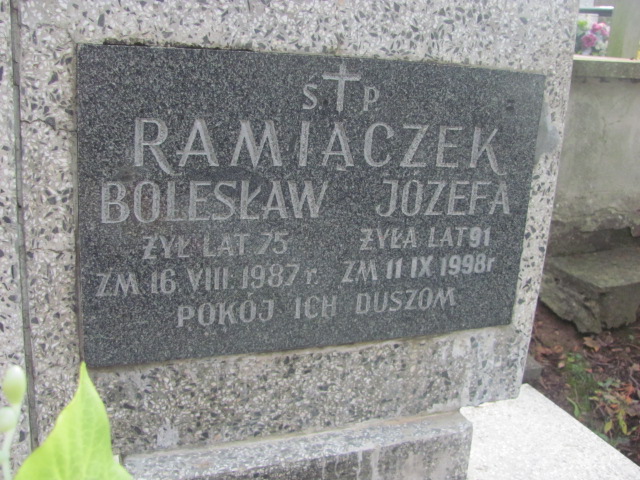 Ś † P
RAMIĄCZEK
BOLESŁAW JÓZEFA
ŻYŁ LAT 75 ŻYŁA LAT 91
ZM 16 VIII 1987 r. ZM 11 IX 1998 r
POKÓJ ICH DUSZOM